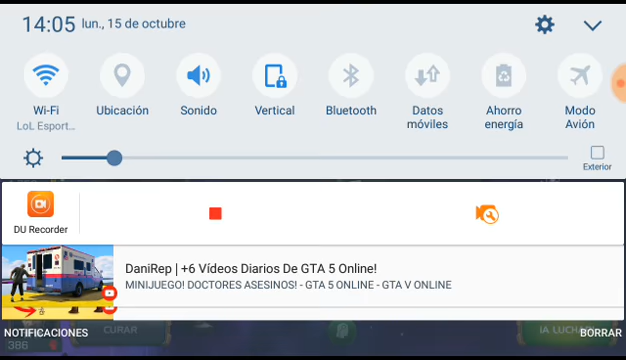 14:05 lun., 15 de octubre
Wi-Fi
LoL Esport...
Ubicación
Sonido
Vertical
Bluetooth
Datos
móviles
Ahorro
energía
Modo
Avión
Exterior
DU Recorder
DaniRep | +6 Vídeos Diarios De GTA 5 Online!
MINIJUEGO! DOCTORES ASESINOS! - GTA 5 ONLINE - GTA V ONLINE
NOTIFICACIONES
CURAR
¡A LUCHAR
BORRAR
386